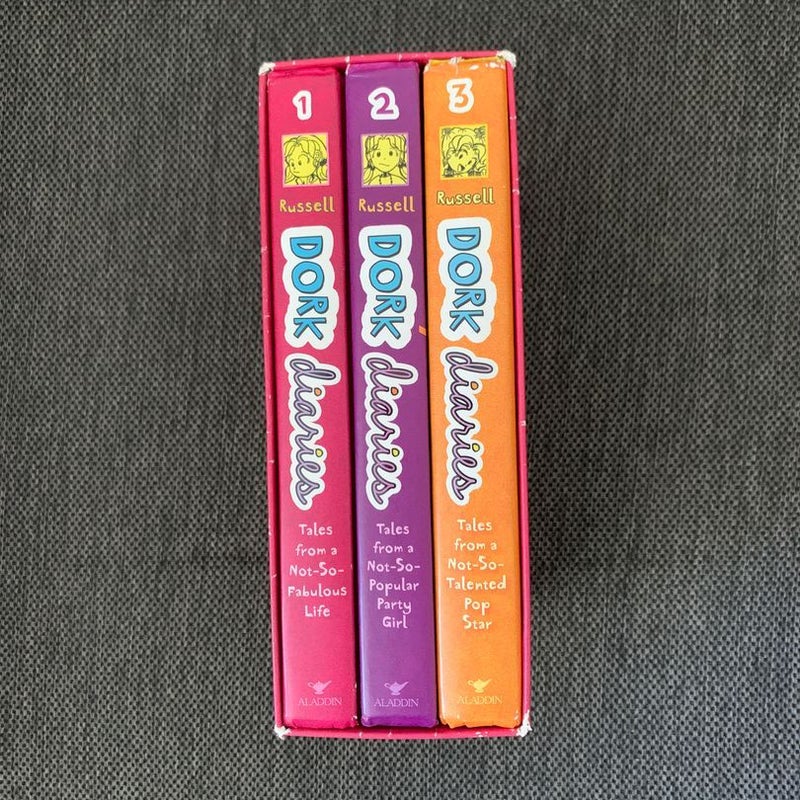 1
Russell
DORK
diaries
Tales
from a
Not-So-
Fabulous
Life
ALADDIN
2
Russell
DORK
diaries
Tales
from a
Not-So-
Popular
Party
Girl
ALADDIN
3
Russell
DORK
diaries
Tales
from a
Not-So-
Talented
Pop
Star
ALADDIN